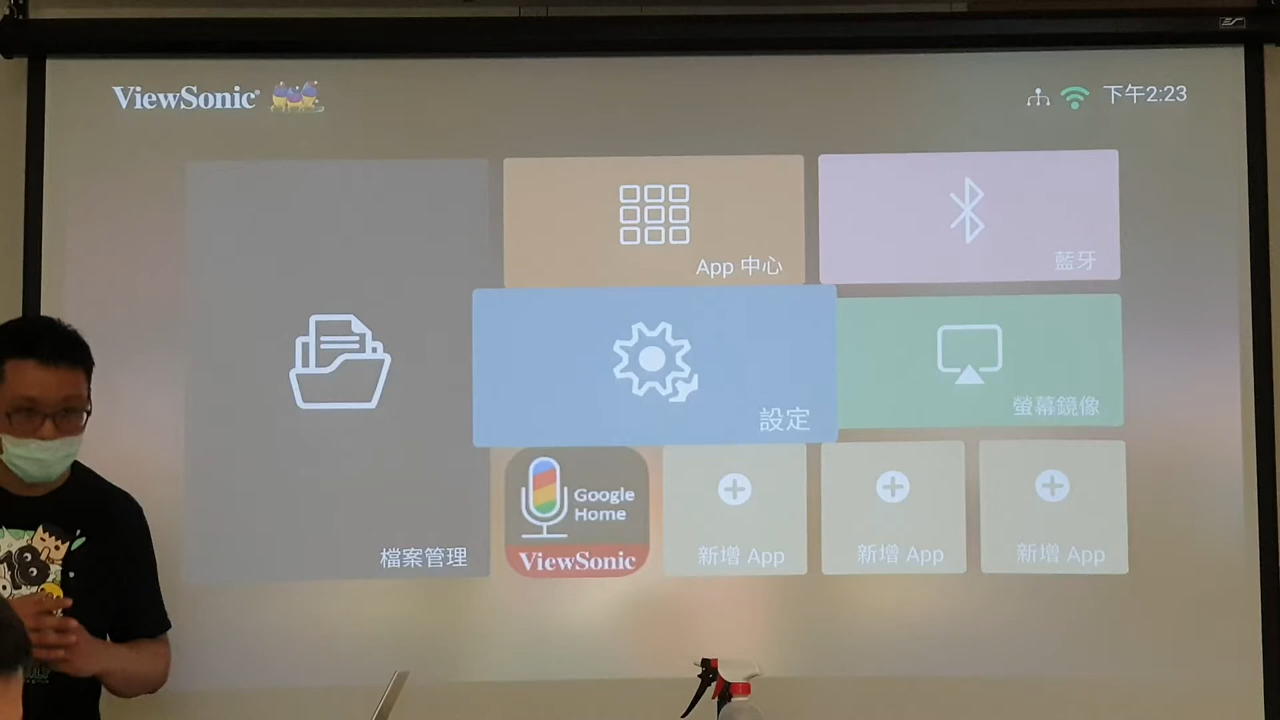 ViewSonic
下午2:23
App 中心
藍牙
設定
螢幕鏡像
檔案管理
Google
Home
ViewSonic
新增 App
新增 App
新增 App